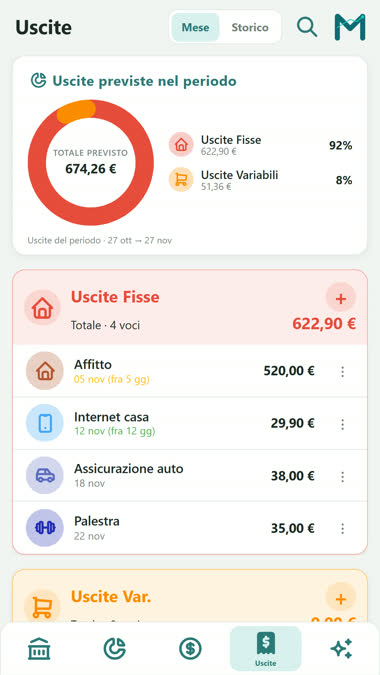 Uscite
Mese
Storico
Uscite previste nel periodo
TOTALE PREVISTO
674,26 €
Uscite Fisse
622,90 €
92%
Uscite Variabili
51,36 €
8%
Uscite del periodo · 27 ott → 27 nov
Uscite Fisse
+
Totale · 4 voci
622,90 €
Affitto
05 nov (fra 5 gg)
520,00 €
Internet casa
12 nov (fra 12 gg)
29,90 €
Assicurazione auto
18 nov
38,00 €
Palestra
22 nov
35,00 €
Uscite Var.
+
Uscite